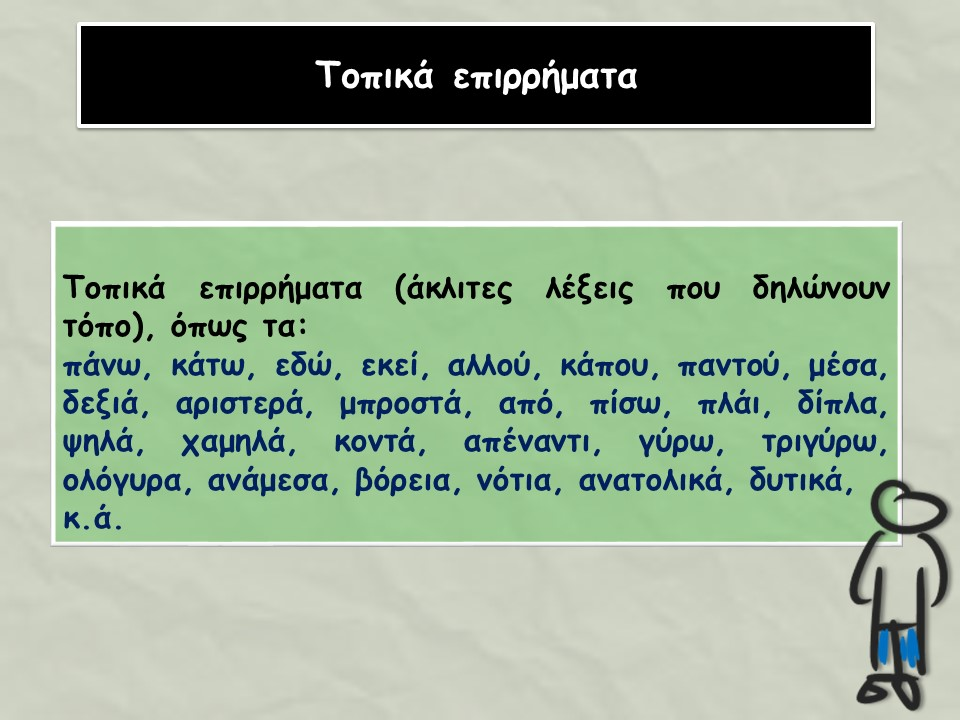 Τοπικά επιρρήματα
Τοπικά επιρρήματα (άκλιτες λέξεις που δηλώνουν
τόπο), όπως τα:
πάνω, κάτω, εδώ, εκεί, αλλού, κάπου, παντού, μέσα,
δεξιά, αριστερά, μπροστά, από, πίσω, πλάι, δίπλα,
ψηλά, χαμηλά, κοντά, απέναντι, γύρω, τριγύρω,
ολόγυρα, ανάμεσα, βόρεια, νότια, ανατολικά, δυτικά,
κ.ά.